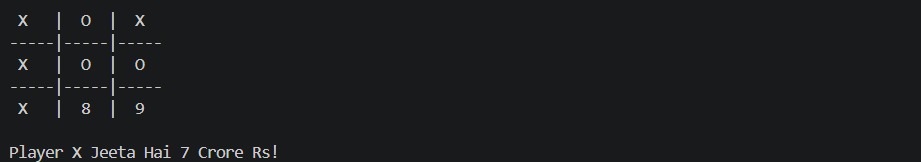 X | O | X
-----|-----|-----
X | O | O
-----|-----|-----
X | 8 | 9
Player X Jeeta Hai 7 Crore Rs!